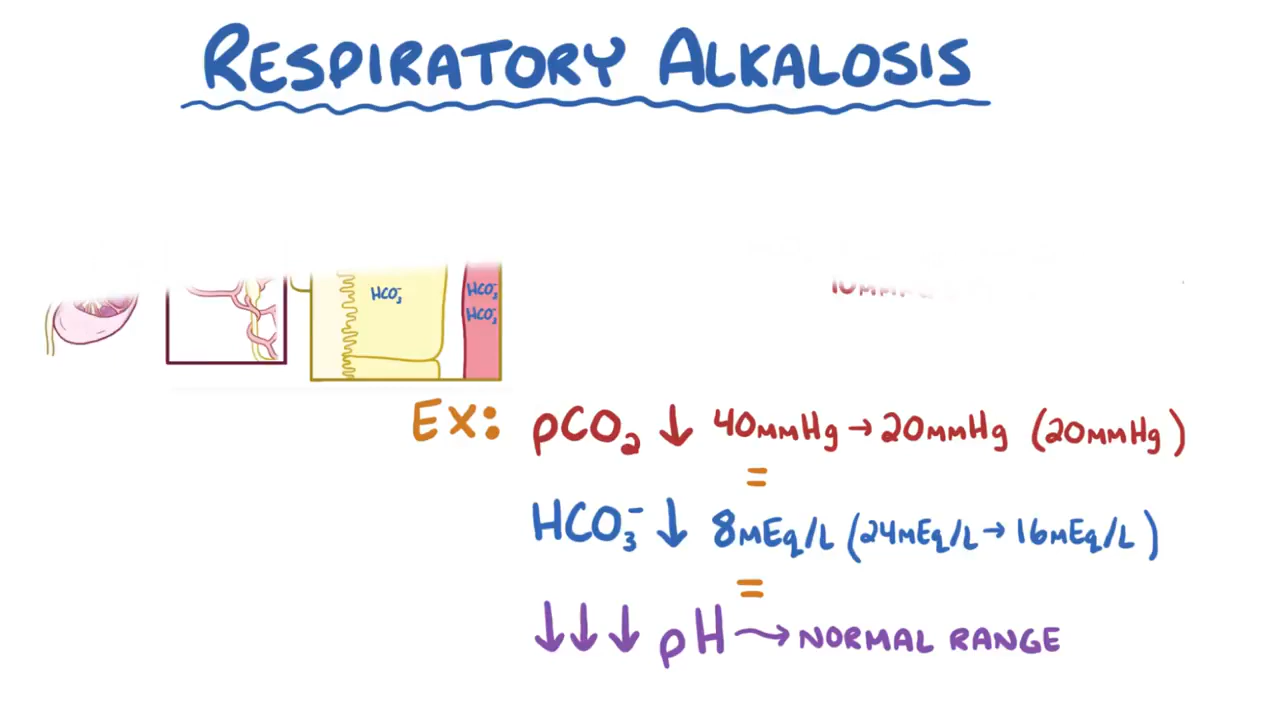 RESPIRATORY ALKALOSIS
HCO₃⁻ HCO₃⁻
HCO₃⁻
EX: pCO₂ ↓ 40mmHg → 20mmHg (20mmHg)
=
HCO₃⁻ ↓ 8mEq/L (24mEq/L → 16mEq/L)
=
↓↓↓ pH → NORMAL RANGE